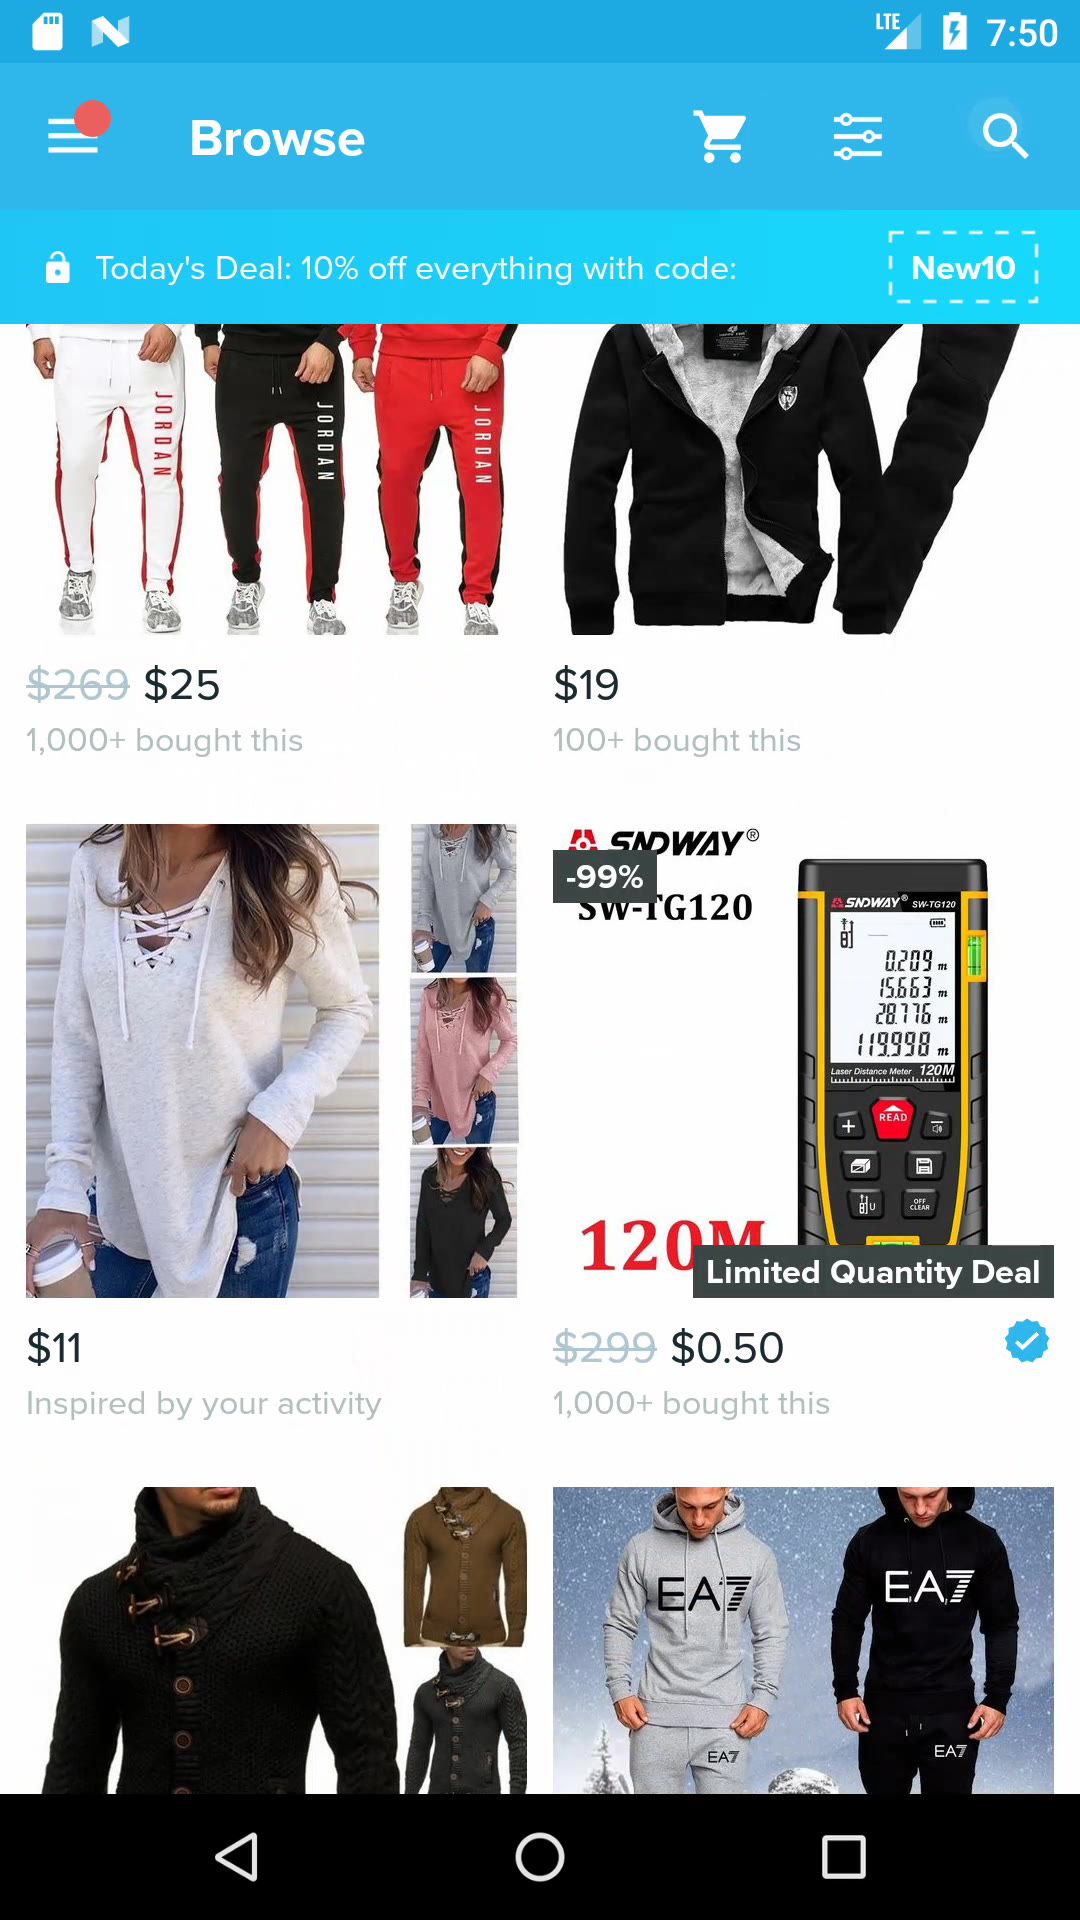 LTE 7:50
Browse
Today's Deal: 10% off everything with code: New10
JORDAN JORDAN JORDAN
$269 $25
1,000+ bought this
$19
100+ bought this
SNDWAY®
-99%
SW-TG120
SNDWAY® SW-TG120
0.209 m
15.663 m
28.776 m
119.998 m
Laser Distance Meter 120M
READ
U
OFF
CLEAR
120M
Limited Quantity Deal
$11
Inspired by your activity
$299 $0.50
1,000+ bought this
EA7 EA7
EA7 EA7